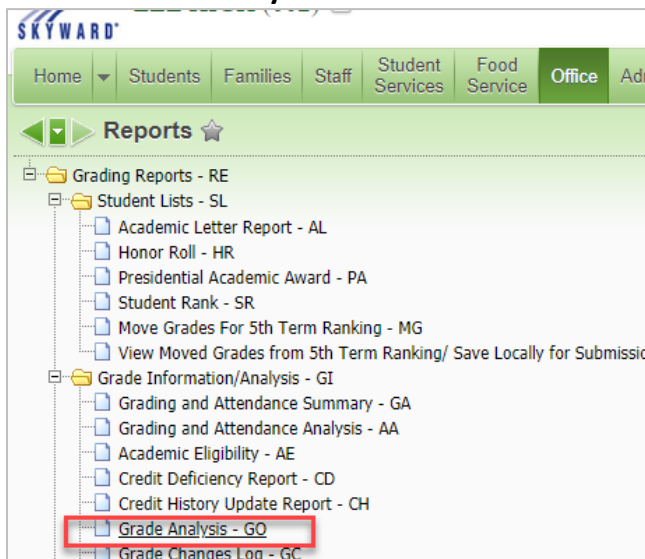 SKYWARD
Home Students Families Staff Student Services Food Service Office
Reports
Grading Reports - RE
Student Lists - SL
Academic Letter Report - AL
Honor Roll - HR
Presidential Academic Award - PA
Student Rank - SR
Move Grades For 5th Term Ranking - MG
View Moved Grades from 5th Term Ranking/ Save Locally for
Grade Information/Analysis - GI
Grading and Attendance Summary - GA
Grading and Attendance Analysis - AA
Academic Eligibility - AE
Credit Deficiency Report - CD
Credit History Update Report - CH
Grade Analysis - GO
Grade Changes Log - GC